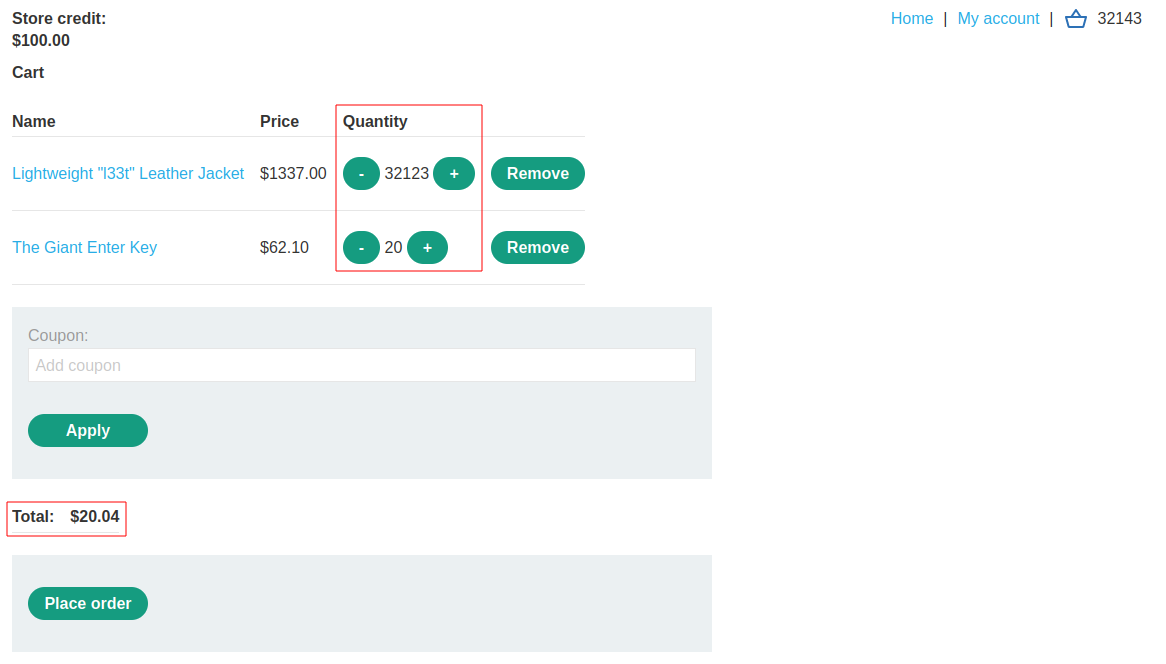 Store credit:
$100.00
Home | My account | 32143
Cart
Name Price Quantity
Lightweight "l33t" Leather Jacket $1337.00 - 32123 + Remove
The Giant Enter Key $62.10 - 20 + Remove
Coupon:
Add coupon
Apply
Total: $20.04
Place order